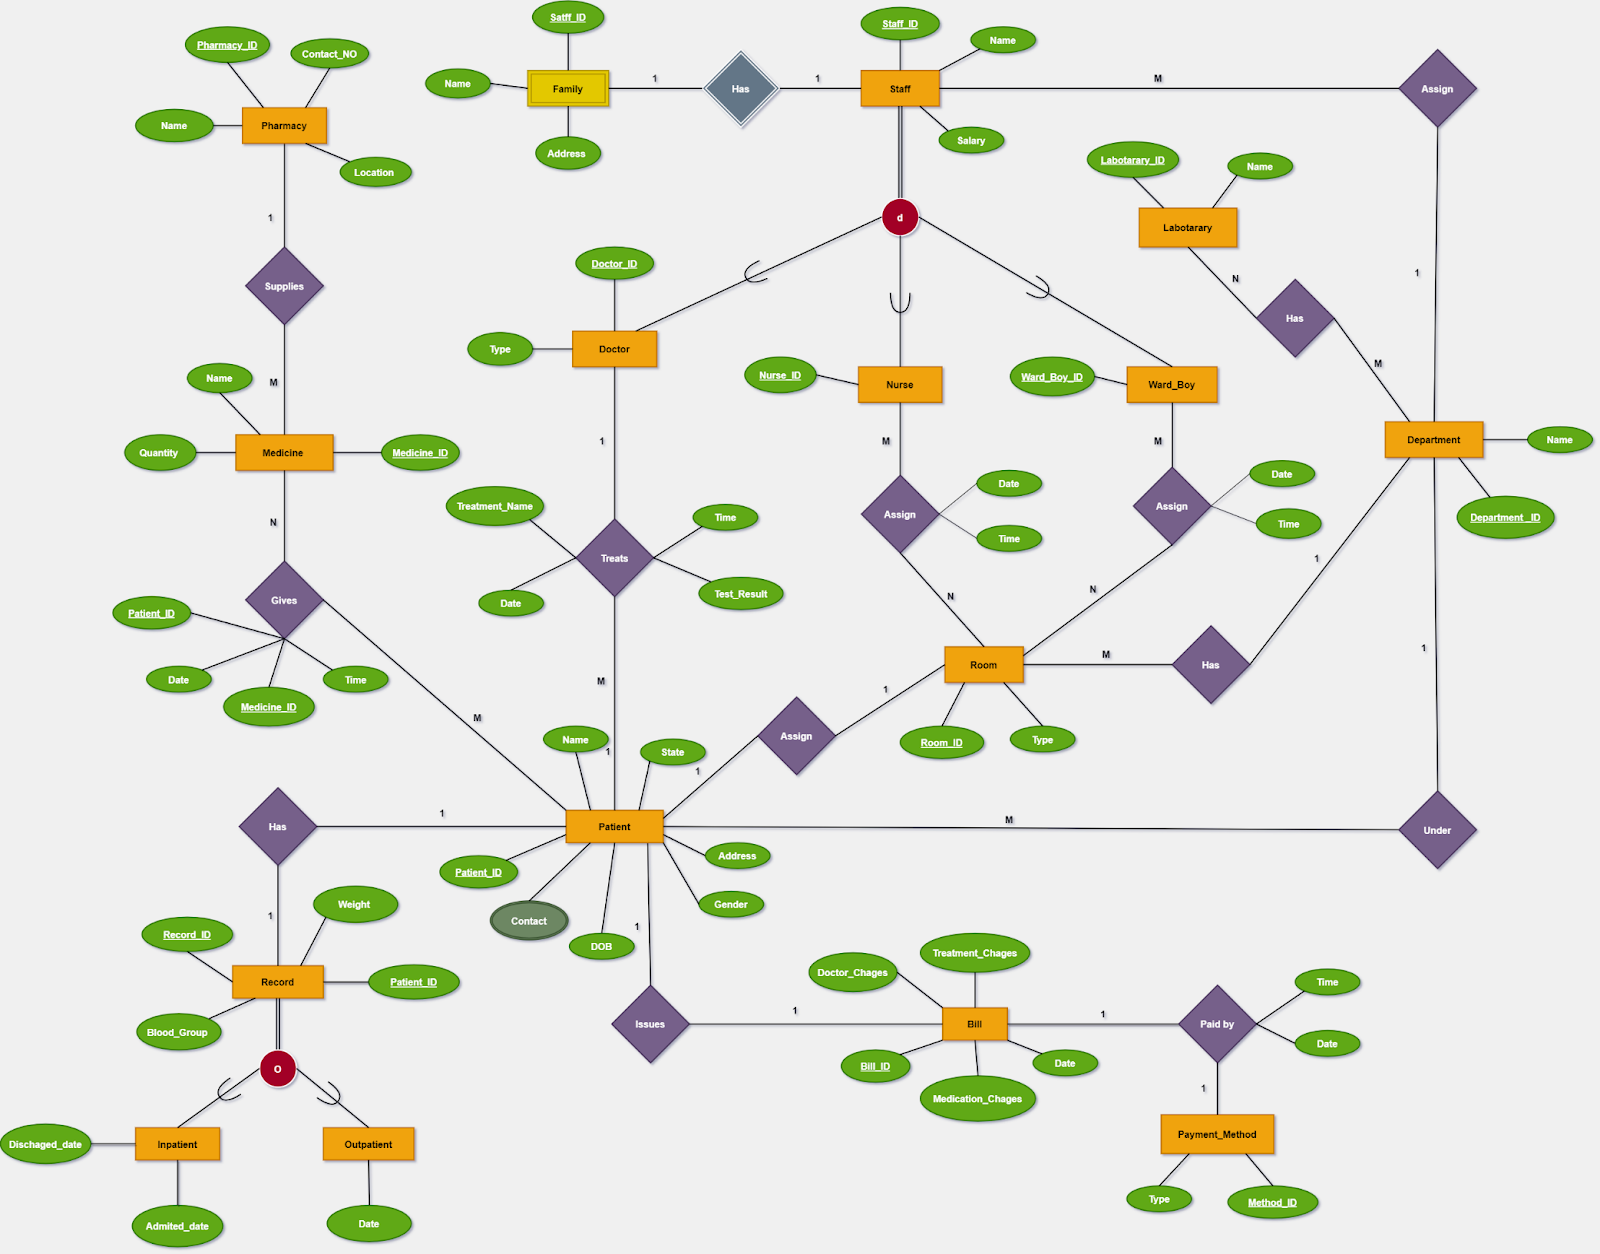 Satff_ID
Staff_ID
Pharmacy_ID
Contact_NO
Name
Name
Family
1
Has
1
Staff
M
Assign
Name
Pharmacy
Address
Salary
Location
Labotarary_ID
Name
1
d
Labotarary
Doctor_ID
Supplies
N
1
Has
Type
Doctor
M
Name
M
Nurse_ID
Nurse
Ward_Boy_ID
Ward_Boy
Quantity
Medicine
Medicine_ID
1
M
M
Department
Name
Treatment_Name
Time
Date
Date
N
Assign
Assign
Department _ID
Time
Time
Treats
1
Gives
Date
Test_Result
N
N
Patient_ID
Date
Time
Medicine_ID
M
M
1
Room
M
Has
1
Name
1
State
1
Assign
Room_ID
Type
Has
1
Patient
M
Under
Patient_ID
Address
Contact
Gender
DOB
Weight
1
1
Record_ID
Record
Patient_ID
Blood_Group
Doctor_Chages
Treatment_Chages
Time
Issues
1
Bill
1
Paid by
Date
Bill_ID
Date
Medication_Chages
O
1
Dischaged_date
Inpatient
Outpatient
Payment_Method
Admited_date
Date
Type
Method_ID